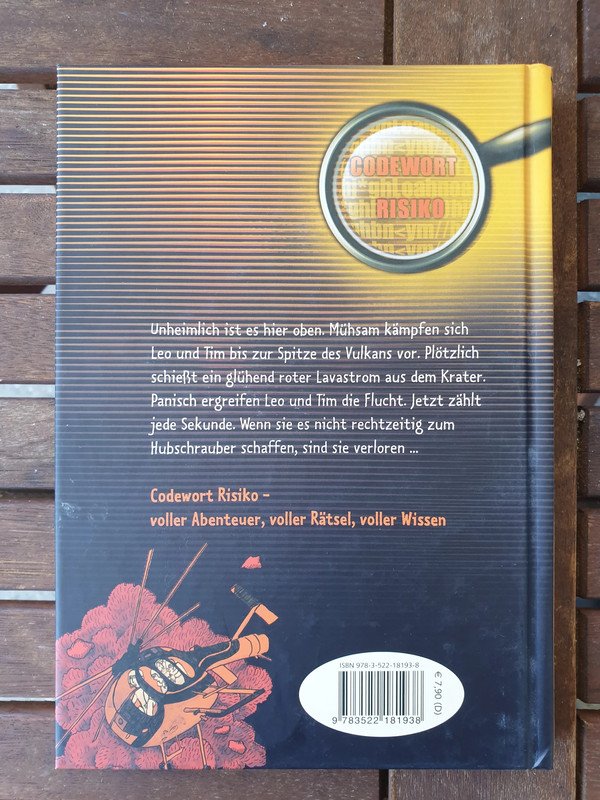 CODEWORT
RISIKO
Unheimlich ist es hier oben. Mühsam kämpfen sich
Leo und Tim bis zur Spitze des Vulkans vor. Plötzlich
schießt ein glühend roter Lavastrom aus dem Krater.
Panisch ergreifen Leo und Tim die Flucht. Jetzt zählt
jede Sekunde. Wenn sie es nicht rechtzeitig zum
Hubschrauber schaffen, sind sie verloren ...
Codewort Risiko –
voller Abenteuer, voller Rätsel, voller Wissen
ISBN 978-3-522-18193-8
9 783522 181938
€ 7,90 (D)